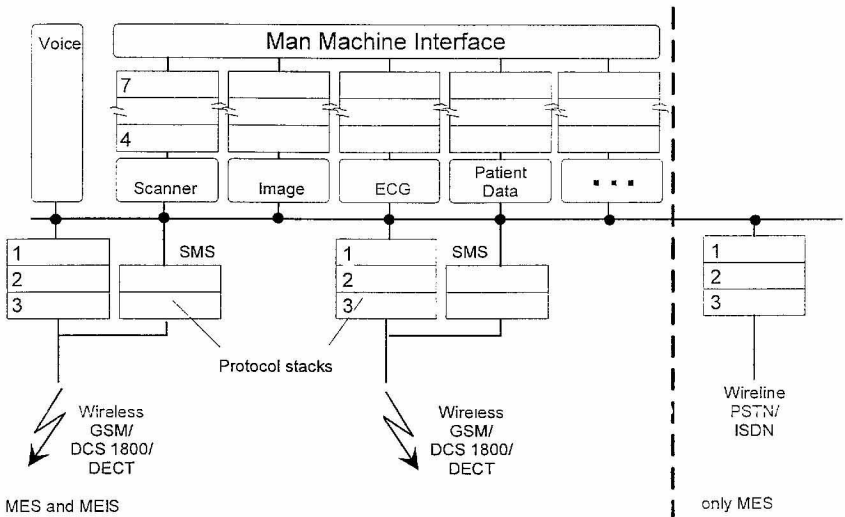 Voice
Man Machine Interface
7
4
Scanner
Image
ECG
Patient
Data
. . .
1
2
3
SMS
1
2
3
SMS
1
2
3
Protocol stacks
Wireless
GSM/
DCS 1800/
DECT
Wireless
GSM/
DCS 1800/
DECT
Wireline
PSTN/
ISDN
MES and MEIS
only MES